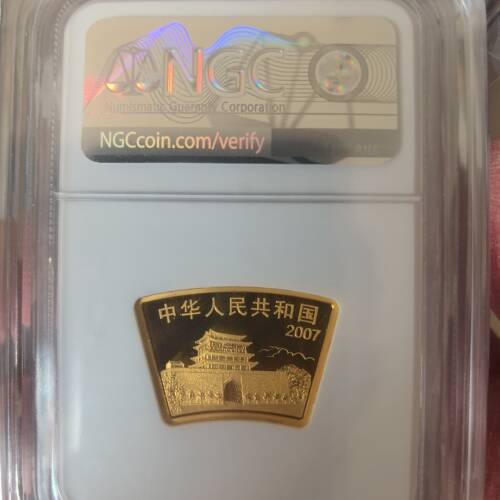 NGC
Numismatic Guaranty Corporation
NGCcoin.com/verify
中华人民共和国
2007